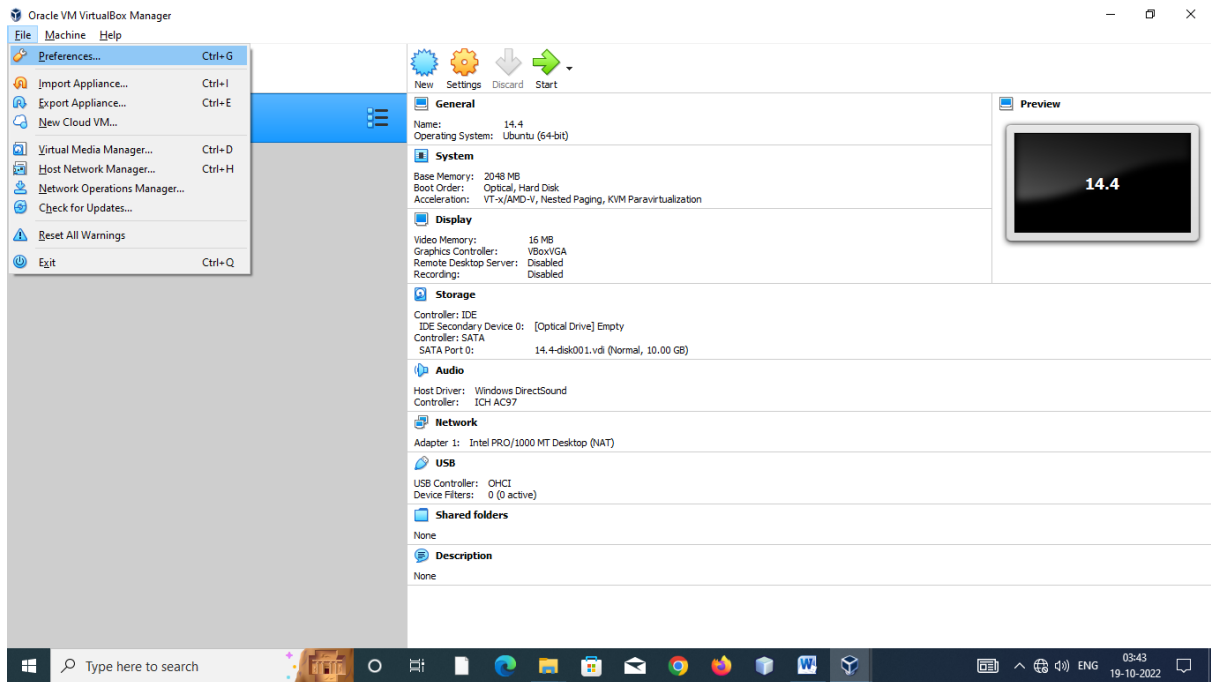 Oracle VM VirtualBox Manager
File Machine Help
Preferences... Ctrl+G
Import Appliance... Ctrl+I
Export Appliance... Ctrl+E
New Cloud VM...
Virtual Media Manager... Ctrl+D
Host Network Manager... Ctrl+H
Network Operations Manager...
Check for Updates...
Reset All Warnings
Exit Ctrl+Q
New Settings Discard Start
General
Name: 14.4
Operating System: Ubuntu (64-bit)
System
Base Memory: 2048 MB
Boot Order: Optical, Hard Disk
Acceleration: VT-x/AMD-V, Nested Paging, KVM Paravirtualization
Display
Video Memory: 16 MB
Graphics Controller: VBoxVGA
Remote Desktop Server: Disabled
Recording: Disabled
Storage
Controller: IDE
IDE Secondary Device 0: [Optical Drive] Empty
Controller: SATA
SATA Port 0: 14.4-disk001.vdi (Normal, 10.00 GB)
Audio
Host Driver: Windows DirectSound
Controller: ICH AC97
Network
Adapter 1: Intel PRO/1000 MT Desktop (NAT)
USB
USB Controller: OHCI
Device Filters: 0 (0 active)
Shared folders
None
Description
None
Preview
14.4
Type here to search
ENG
03:43
19-10-2022